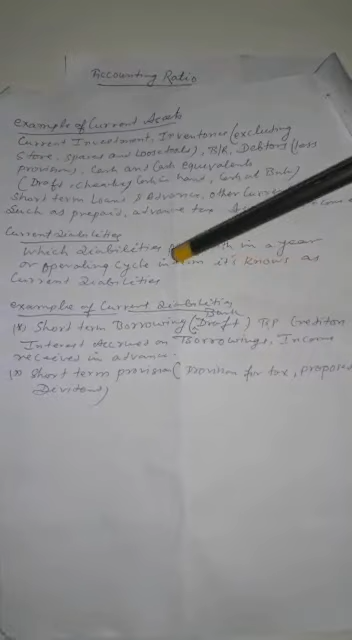 Accounting Ratio
Example of Current Assets
Current Investment, Inventories (excluding
Store, spares and loose tools), B/R, Debtors (less
provision), Cash and Cash equivalents
(Draft, cheque, Cash in hand, Cash at Bank)
Short term Loans & Advance, Other Current
Such as prepaid, advance tax
Current Liabilities
Which Liabilities in a year
or operating cycle it's knows as
Current Liabilities
Example of Current Liabilities
Short term Borrowing (Bank Draft) B/P Creditors
Interest Accrued on Borrowings, Income
received in advance.
Short term provision (Provision for tax, proposed